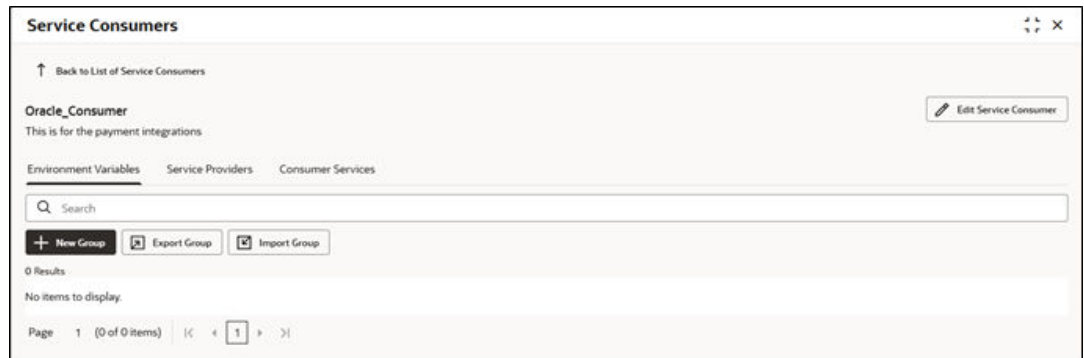 Service Consumers
Back to List of Service Consumers
Oracle_Consumer
Edit Service Consumer
This is for the payment integrations
Environment Variables Service Providers Consumer Services
Search
New Group Export Group Import Group
0 Results
No items to display.
Page 1 (0 of 0 items) 1